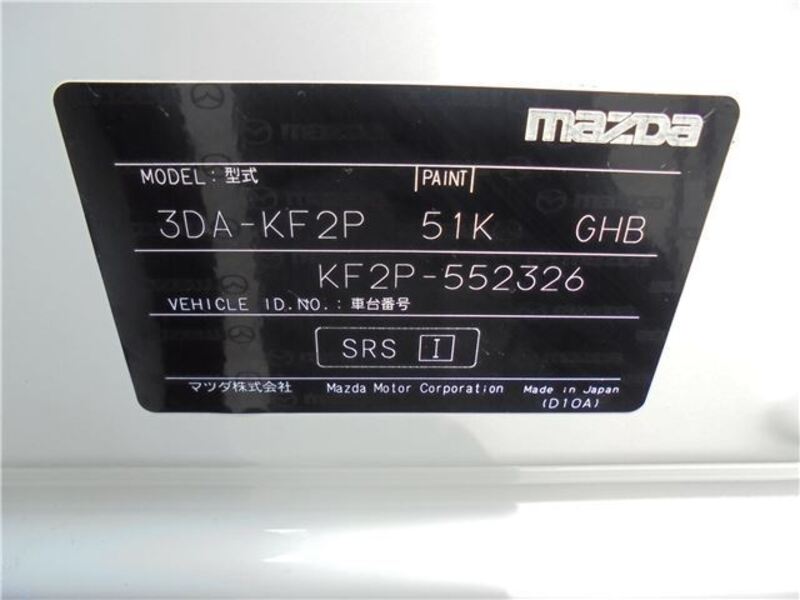 mazda
MODEL: 型式 PAINT
3DA-KF2P 51K GHB
KF2P-552326
VEHICLE ID.NO.: 車台番号
SRS I
マツダ株式会社 Mazda Motor Corporation Made in Japan
(D10A)